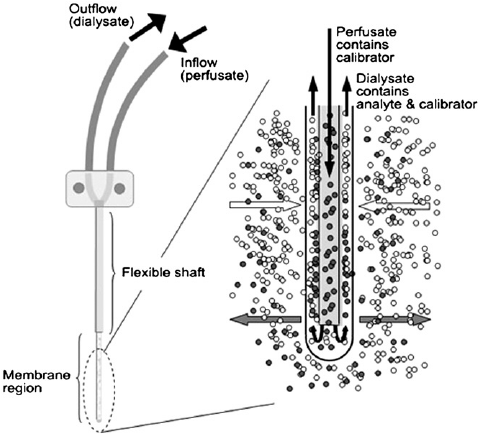 Outflow
(dialysate)
Inflow
(perfusate)
Perfusate
contains
calibrator
Dialysate
contains
analyte & calibrator
Flexible shaft
Membrane
region